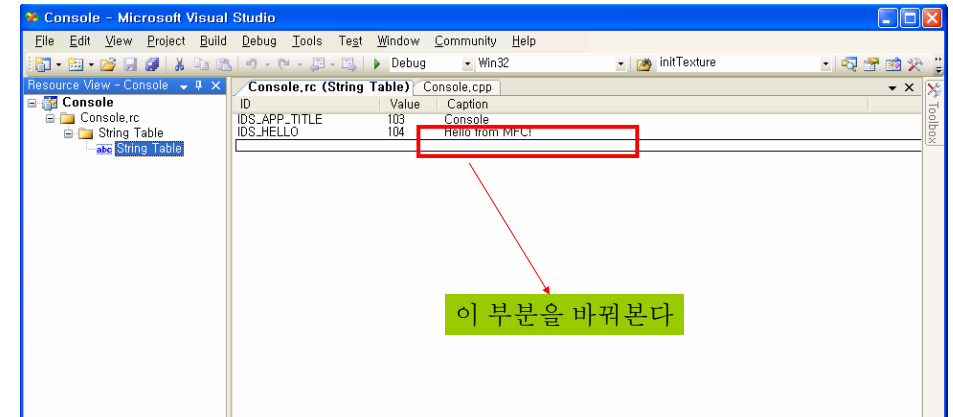 Console - Microsoft Visual Studio
File Edit View Project Build Debug Tools Test Window Community Help
Debug Win32 initTexture
Resource View - Console
Console.rc (String Table) Console.cpp
Console
Console.rc
String Table
String Table
ID Value Caption
IDS_APP_TITLE 103 Console
IDS_HELLO 104 Hello from MFC!
Toolbox
이 부분을 바꿔본다